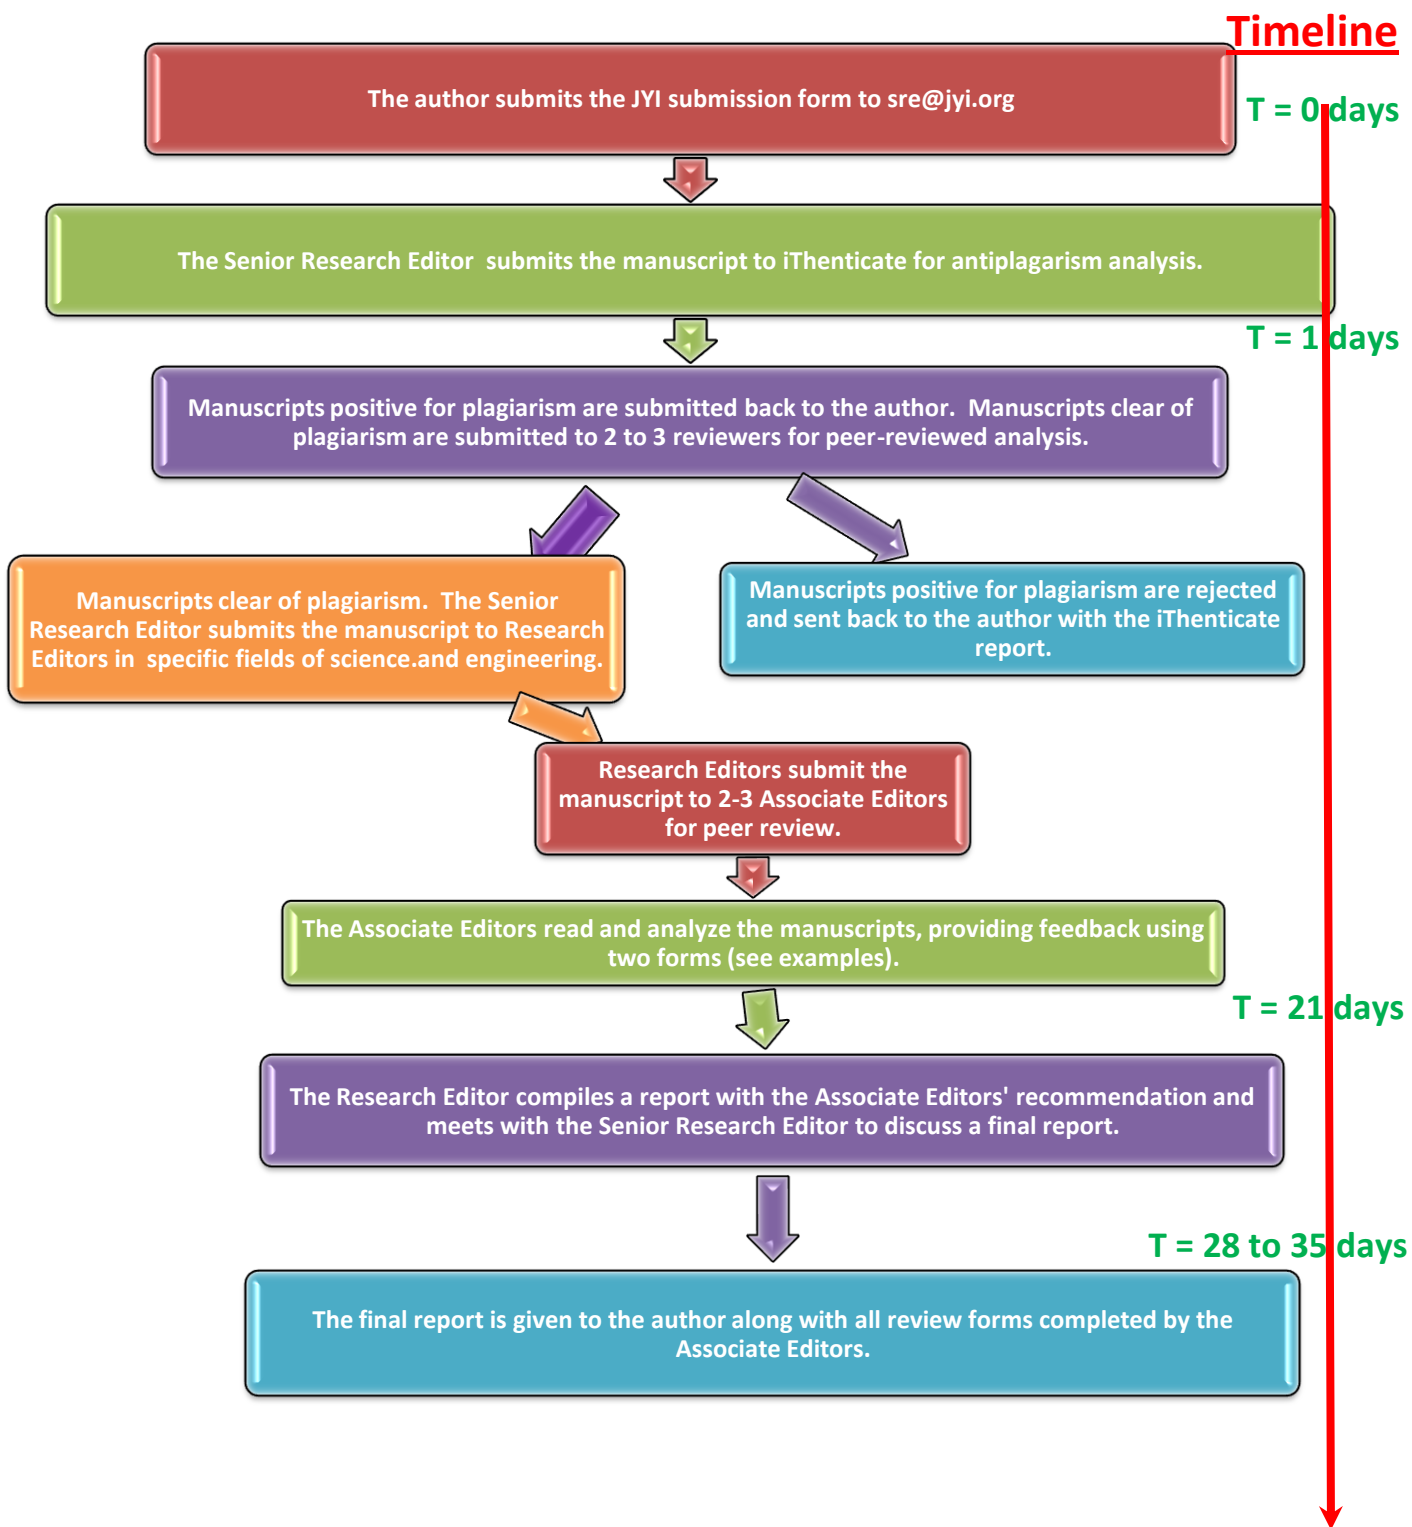 Timeline
The author submits the JYI submission form to sre@jyi.org
T = 0 days
The Senior Research Editor  submits the manuscript to iThenticate for antiplagarism analysis.
T = 1 days
Manuscripts positive for plagiarism are submitted back to the author.  Manuscripts clear of
plagiarism are submitted to 2 to 3 reviewers for peer-reviewed analysis.
Manuscripts clear of plagiarism.  The Senior
Research Editor submits the manuscript to Research
Editors in  specific fields of science.and engineering.
Manuscripts positive for plagiarism are rejected
and sent back to the author with the iThenticate
report.
Research Editors submit the
manuscript to 2-3 Associate Editors
for peer review.
The Associate Editors read and analyze the manuscripts, providing feedback using
two forms (see examples).
T = 21 days
The Research Editor compiles a report with the Associate Editors' recommendation and
meets with the Senior Research Editor to discuss a final report.
T = 28 to 35 days
The final report is given to the author along with all review forms completed by the
Associate Editors.